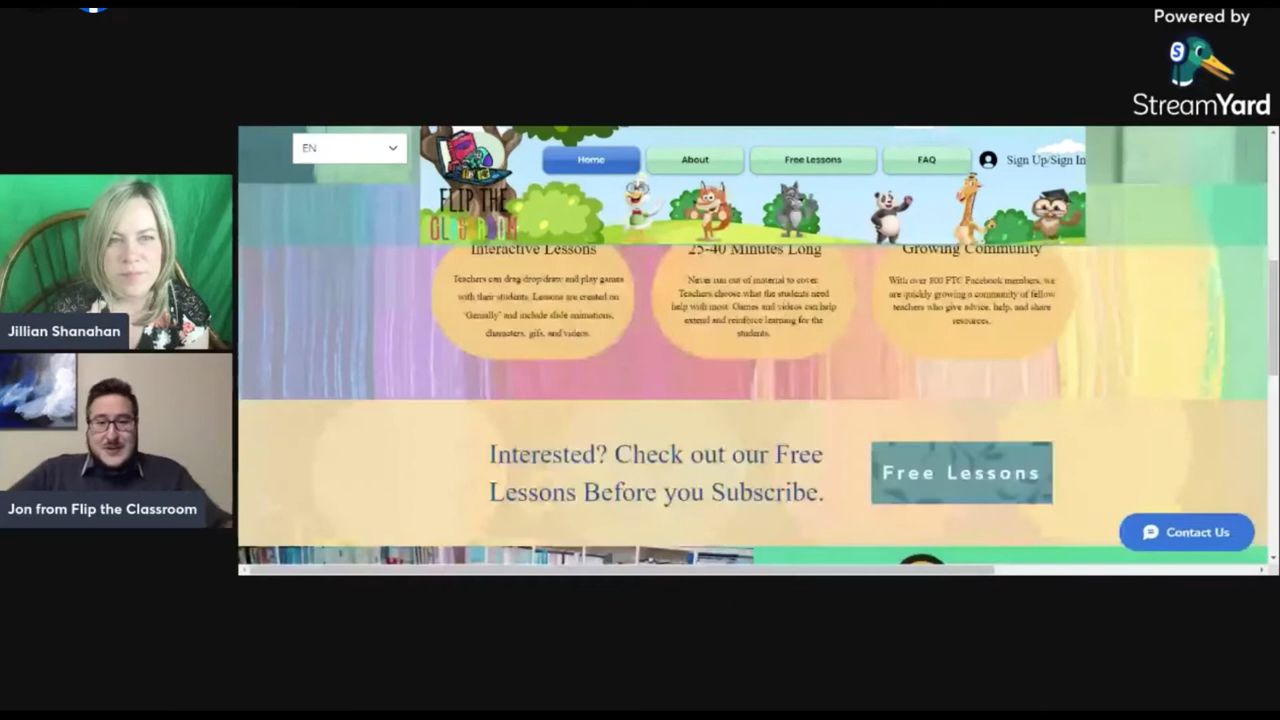 Powered by
StreamYard
EN
Home
About
Free Lessons
FAQ
Sign Up/Sign In
FLIP THE
CLASSROOM
Interactive Lessons
Teachers can drag drop draw and play games
with their students. Lessons are created on
"Genially" and include slide animations,
characters, gifs, and videos.
25-40 Minutes Long
Never run out of material to cover.
Teachers choose what the students need
help with most. Games and videos can help
extend and reinforce learning for the
students.
Growing Community
With over 800 FTC Facebook members, we
are quickly growing a community of fellow
teachers who give advice, help, and share
resources.
Jillian Shanahan
Jon from Flip the Classroom
Interested? Check out our Free
Lessons Before you Subscribe.
Free Lessons
Contact Us